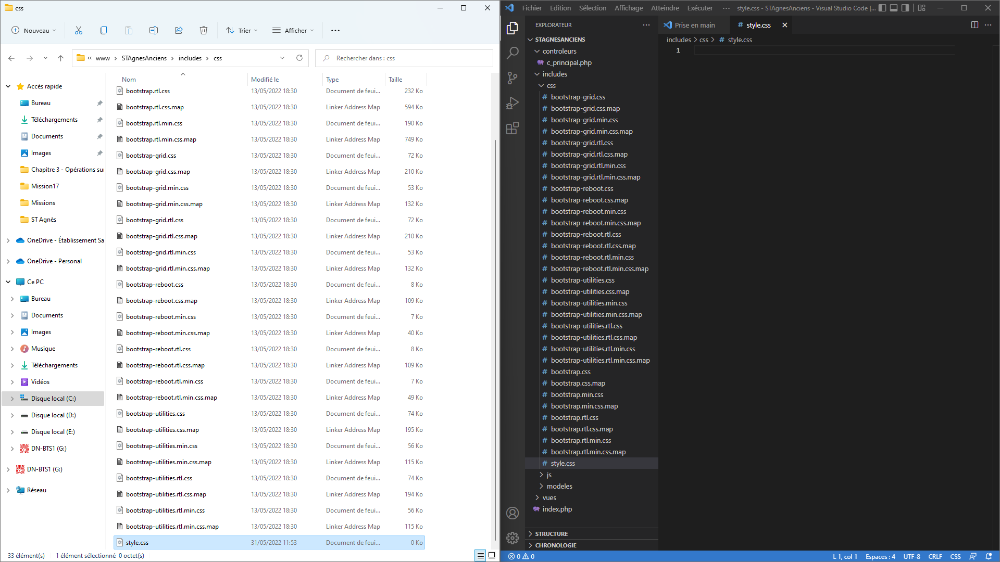 css
Nouveau
Trier
Afficher
« www > STAgnesAnciens > includes > css
Rechercher dans : css
Accès rapide
Bureau
Téléchargements
Documents
Images
Chapitre 3 - Opérations sur
Mission17
Missions
ST Agnès
OneDrive - Établissement Sa
OneDrive - Personal
Ce PC
Bureau
Documents
Images
Musique
Téléchargements
Vidéos
Disque local (C:)
Disque local (D:)
Disque local (E:)
DN-BTS1 (G:)
DN-BTS1 (G:)
Réseau
Nom Modifié le Type Taille
bootstrap.rtl.css 13/05/2022 18:30 Document de feui... 232 Ko
bootstrap.rtl.css.map 13/05/2022 18:30 Linker Address Map 594 Ko
bootstrap.rtl.min.css 13/05/2022 18:30 Document de feui... 190 Ko
bootstrap.rtl.min.css.map 13/05/2022 18:30 Linker Address Map 749 Ko
bootstrap-grid.css 13/05/2022 18:30 Document de feui... 72 Ko
bootstrap-grid.css.map 13/05/2022 18:30 Linker Address Map 210 Ko
bootstrap-grid.min.css 13/05/2022 18:30 Document de feui... 53 Ko
bootstrap-grid.min.css.map 13/05/2022 18:30 Linker Address Map 132 Ko
bootstrap-grid.rtl.css 13/05/2022 18:30 Document de feui... 72 Ko
bootstrap-grid.rtl.css.map 13/05/2022 18:30 Linker Address Map 210 Ko
bootstrap-grid.rtl.min.css 13/05/2022 18:30 Document de feui... 53 Ko
bootstrap-grid.rtl.min.css.map 13/05/2022 18:30 Linker Address Map 132 Ko
bootstrap-reboot.css 13/05/2022 18:30 Document de feui... 8 Ko
bootstrap-reboot.css.map 13/05/2022 18:30 Linker Address Map 109 Ko
bootstrap-reboot.min.css 13/05/2022 18:30 Document de feui... 7 Ko
bootstrap-reboot.min.css.map 13/05/2022 18:30 Linker Address Map 40 Ko
bootstrap-reboot.rtl.css 13/05/2022 18:30 Document de feui... 8 Ko
bootstrap-reboot.rtl.css.map 13/05/2022 18:30 Linker Address Map 109 Ko
bootstrap-reboot.rtl.min.css 13/05/2022 18:30 Document de feui... 7 Ko
bootstrap-reboot.rtl.min.css.map 13/05/2022 18:30 Linker Address Map 49 Ko
bootstrap-utilities.css 13/05/2022 18:30 Document de feui... 74 Ko
bootstrap-utilities.css.map 13/05/2022 18:30 Linker Address Map 195 Ko
bootstrap-utilities.min.css 13/05/2022 18:30 Document de feui... 56 Ko
bootstrap-utilities.min.css.map 13/05/2022 18:30 Linker Address Map 115 Ko
bootstrap-utilities.rtl.css 13/05/2022 18:30 Document de feui... 74 Ko
bootstrap-utilities.rtl.css.map 13/05/2022 18:30 Linker Address Map 194 Ko
bootstrap-utilities.rtl.min.css 13/05/2022 18:30 Document de feui... 56 Ko
bootstrap-utilities.rtl.min.css.map 13/05/2022 18:30 Linker Address Map 115 Ko
style.css 31/05/2022 11:53 Document de feui... 0 Ko
33 élément(s) 1 élément sélectionné 0 octet(s)
Fichier Edition Sélection Affichage Atteindre Exécuter ··· style.css - STAgnesAnciens - Visual Studio Code [...
EXPLORATEUR
STAGNESANCIENS
controleurs
c_principal.php
includes
css
# bootstrap-grid.css
# bootstrap-grid.css.map
# bootstrap-grid.min.css
# bootstrap-grid.min.css.map
# bootstrap-grid.rtl.css
# bootstrap-grid.rtl.css.map
# bootstrap-grid.rtl.min.css
# bootstrap-grid.rtl.min.css.map
# bootstrap-reboot.css
# bootstrap-reboot.css.map
# bootstrap-reboot.min.css
# bootstrap-reboot.min.css.map
# bootstrap-reboot.rtl.css
# bootstrap-reboot.rtl.css.map
# bootstrap-reboot.rtl.min.css
# bootstrap-reboot.rtl.min.css.map
# bootstrap-utilities.css
# bootstrap-utilities.css.map
# bootstrap-utilities.min.css
# bootstrap-utilities.min.css.map
# bootstrap-utilities.rtl.css
# bootstrap-utilities.rtl.css.map
# bootstrap-utilities.rtl.min.css
# bootstrap-utilities.rtl.min.css.map
# bootstrap.css
# bootstrap.css.map
# bootstrap.min.css
# bootstrap.min.css.map
# bootstrap.rtl.css
# bootstrap.rtl.css.map
# bootstrap.rtl.min.css
# bootstrap.rtl.min.css.map
# style.css
js
modeles
vues
index.php
STRUCTURE
CHRONOLOGIE
Prise en main
# style.css
includes > css > # style.css
1
0 0
L 1, col 1 Espaces : 4 UTF-8 CRLF CSS